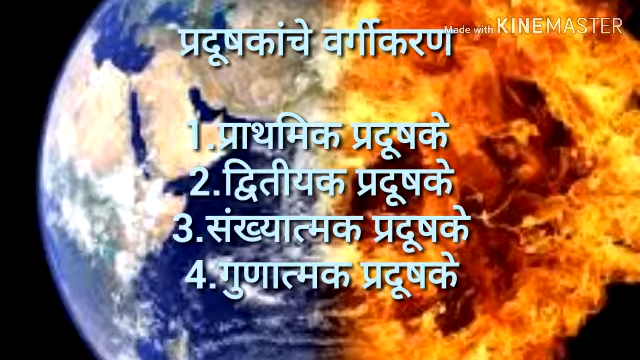 Made with KINEMASTER
प्रदूषकांचे वर्गीकरण
1.प्राथमिक प्रदूषके
2.द्वितीयक प्रदूषके
3.संख्यात्मक प्रदूषके
4.गुणात्मक प्रदूषके